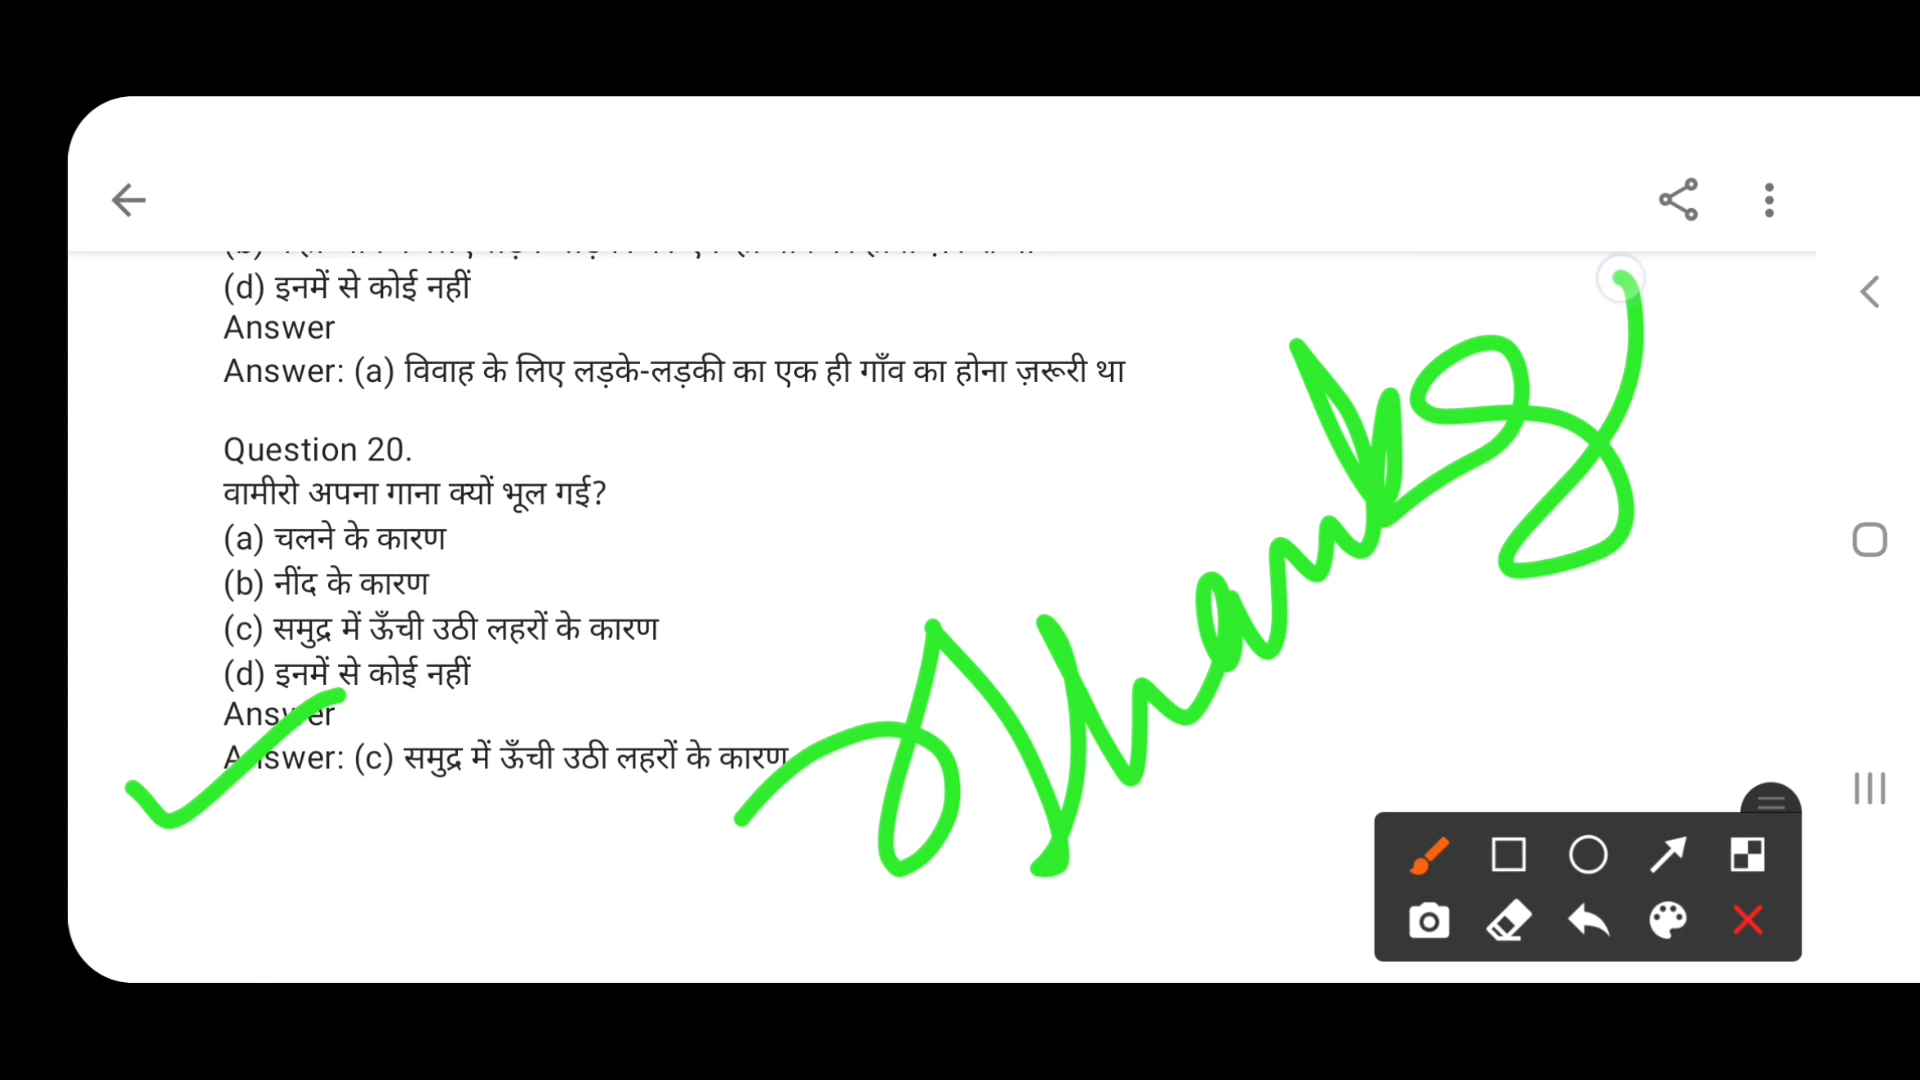 (d) इनमें से कोई नहीं
Answer
Answer: (a) विवाह के लिए लड़के-लड़की का एक ही गाँव का होना ज़रूरी था
Question 20.
वामीरो अपना गाना क्यों भूल गई?
(a) चलने के कारण
(b) नींद के कारण
(c) समुद्र में ऊँची उठी लहरों के कारण
(d) इनमें से कोई नहीं
Answer
Answer: (c) समुद्र में ऊँची उठी लहरों के कारण
Thanks